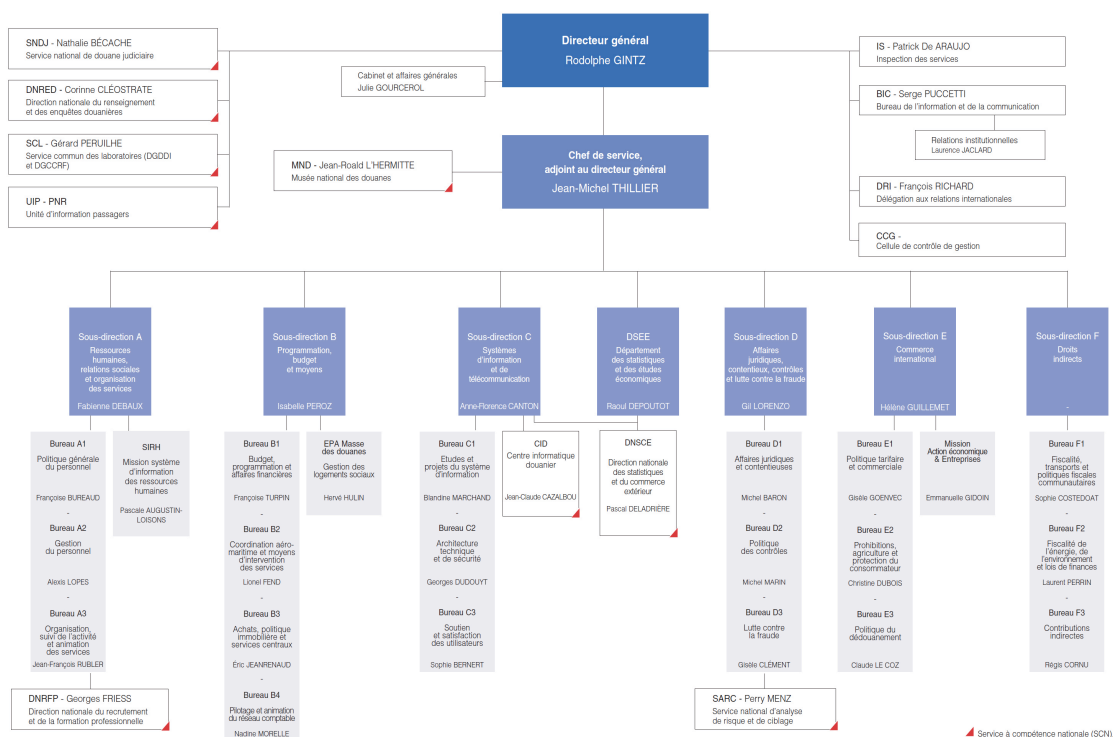 SNDJ - Nathalie BÉCACHE
Service national de douane judiciaire
DNRED - Corinne CLÉOSTRATE
Direction nationale du renseignement
et des enquêtes douanières
SCL - Gérard PERUILHE
Service commun des laboratoires (DGDDI
et DGCCRF)
UIP - PNR
Unité d'information passagers
Directeur général
Rodolphe GINTZ
Cabinet et affaires générales
Julie GOURCEROL
MND - Jean-Roald L'HERMITTE
Musée national des douanes
Chef de service,
adjoint au directeur général
Jean-Michel THILLIER
IS - Patrick De ARAUJO
Inspection des services
BIC - Serge PUCCETTI
Bureau de l'information et de la communication
Relations institutionnelles
Laurence JACLARD
DRI - François RICHARD
Délégation aux relations internationales
CCG -
Cellule de contrôle de gestion
Sous-direction A
Ressources
humaines,
relations sociales
et organisation
des services
Fabienne DEBAUX
Sous-direction B
Programmation,
budget
et moyens
Isabelle PEROZ
Sous-direction C
Systèmes
d'information
et de
télécommunication
Anne-Florence CANTON
DSEE
Département
des statistiques
et des études
économiques
Raoul DEPOUTOT
Sous-direction D
Affaires
juridiques,
contentieux, contrôles
et lutte contre la fraude
Gil LORENZO
Sous-direction E
Commerce
international
Hélène GUILLEMET
Sous-direction F
Droits
indirects
-
Bureau A1
Politique générale
du personnel
Françoise BUREAUD
-
Bureau A2
Gestion
du personnel
Alexis LOPES
-
Bureau A3
Organisation,
suivi de l'activité
et animation
des services
Jean-François RUBLER
DNRFP - Georges FRIESS
Direction nationale du recrutement
et de la formation professionnelle
SIRH
Mission système
d'information
des ressources
humaines
Pascale AUGUSTIN-
LOISONS
Bureau B1
Budget,
programmation et
affaires financières
Françoise TURPIN
-
Bureau B2
Coordination aéro-
maritime et moyens
d'intervention
des services
Lionel FEND
-
Bureau B3
Achats, politique
immobilière et
services centraux
Éric JEANRENAUD
-
Bureau B4
Pilotage et animation
du réseau comptable
Nadine MORELLE
EPA Masse
des douanes
Gestion des
logements sociaux
Hervé HULIN
Bureau C1
Etudes et
projets du système
d'information
Blandine MARCHAND
-
Bureau C2
Architecture
technique
et de sécurité
Georges DUDOUYT
-
Bureau C3
Soutien
et satisfaction
des utilisateurs
Sophie BERNERT
CID
Centre informatique
douanier
Jean-Claude CAZALBOU
DNSCE
Direction nationale
des statistiques
et du commerce
extérieur
Pascal DELADRIÈRE
Bureau D1
Affaires juridiques
et contentieuses
Michel BARON
-
Bureau D2
Politique
des contrôles
Michel MARIN
-
Bureau D3
Lutte contre
la fraude
Gisèle CLÉMENT
SARC - Perry MENZ
Service national d'analyse
de risque et de ciblage
Bureau E1
Politique tarifaire
et commerciale
Gisèle GOENVEC
-
Bureau E2
Prohibitions,
agriculture et
protection du
consommateur
Christine DUBOIS
-
Bureau E3
Politique du
dédouanement
Claude LE COZ
Mission
Action économique
& Entreprises
Emmanuelle GIDOIN
Bureau F1
Fiscalité,
transports et
politiques fiscales
communautaires
Sophie COSTEDOAT
-
Bureau F2
Fiscalité de
l'énergie, de
l'environnement
et lois de finances
Laurent PERRIN
-
Bureau F3
Contributions
indirectes
Régis CORNU
Service à compétence nationale (SCN)